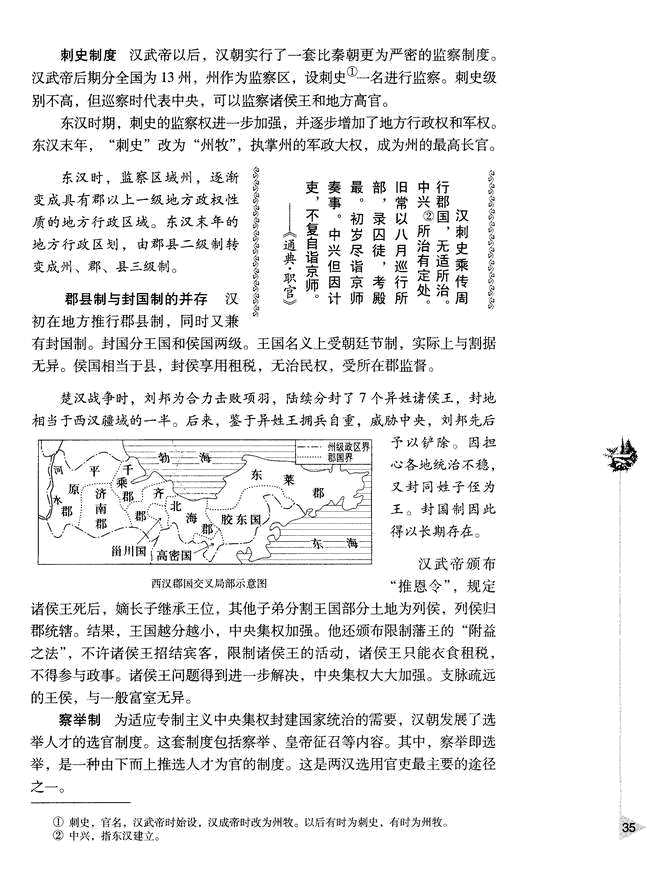 刺史制度 汉武帝以后，汉朝实行了一套比秦朝更为严密的监察制度。
汉武帝后期分全国为 13 州，州作为监察区，设刺史①一名进行监察。刺史级
别不高，但巡察时代表中央，可以监察诸侯王和地方高官。
东汉时期，刺史的监察权进一步加强，并逐步增加了地方行政权和军权。
东汉末年，“刺史”改为“州牧”，执掌州的军政大权，成为州的最高长官。
东汉时，监察区域州，逐渐
变成具有郡以上一级地方政权性
质的地方行政区域。东汉末年的
地方行政区划，由郡县二级制转
变成州、郡、县三级制。
汉刺史乘传周
行郡国，无适所治。
中兴②所治有定处。
旧常以八月巡行所
部，录囚徒，考殿
最。初岁尽诣京师
奏事。中兴但因计
吏，不复自诣京师。
——《通典·职官》
郡县制与封国制的并存 汉
初在地方推行郡县制，同时又兼
有封国制。封国分王国和侯国两级。王国名义上受朝廷节制，实际上与割据
无异。侯国相当于县，封侯享用租税，无治民权，受所在郡监督。
楚汉战争时，刘邦为合力击败项羽，陆续分封了 7 个异姓诸侯王，封地
相当于西汉疆域的一半。后来，鉴于异姓王拥兵自重，威胁中央，刘邦先后
予以铲除。因担
心各地统治不稳，
又封同姓子侄为
王。封国制因此
得以长期存在。
州级政区界
郡国界
渤海
河水
平原郡
千乘郡
济南郡
齐郡
北海郡
东莱郡
胶东国
甾川国
高密国
东海
西汉郡国交叉局部示意图
汉武帝颁布
“推恩令”，规定
诸侯王死后，嫡长子继承王位，其他子弟分割王国部分土地为列侯，列侯归
郡统辖。结果，王国越分越小，中央集权加强。他还颁布限制藩王的“附益
之法”，不许诸侯王招结宾客，限制诸侯王的活动，诸侯王只能衣食租税，
不得参与政事。诸侯王问题得到进一步解决，中央集权大大加强。支脉疏远
的王侯，与一般富室无异。
察举制 为适应专制主义中央集权封建国家统治的需要，汉朝发展了选
举人才的选官制度。这套制度包括察举、皇帝征召等内容。其中，察举即选
举，是一种由下而上推选人才为官的制度。这是两汉选用官吏最主要的途径
之一。
① 刺史，官名，汉武帝时始设，汉成帝时改为州牧。以后有时为刺史，有时为州牧。
② 中兴，指东汉建立。
35